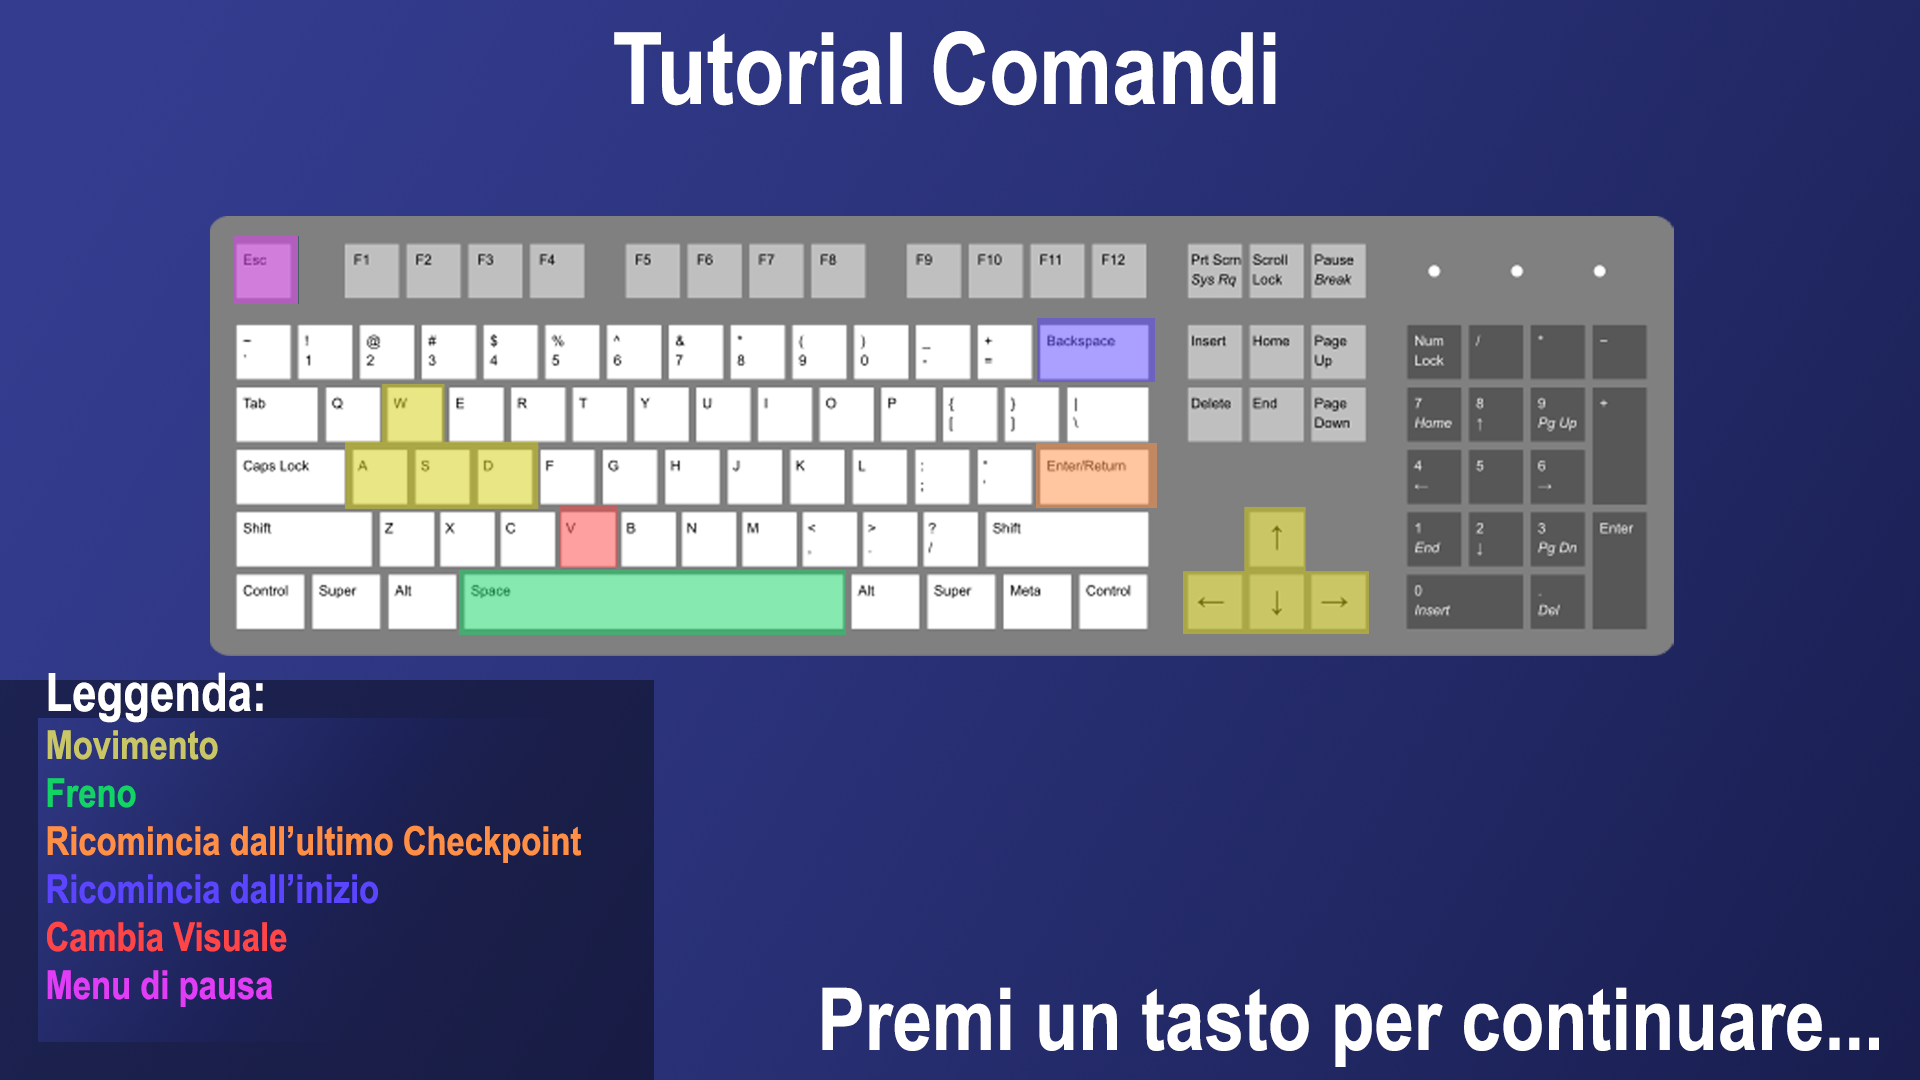 Tutorial Comandi
Esc F1 F2 F3 F4 F5 F6 F7 F8 F9 F10 F11 F12 Prt Scrn Scroll Pause
Sys Rq Lock Break
~ ! @ # $ % ^ & * ( ) _ + Backspace Insert Home Page Num / * −
` 1 2 3 4 5 6 7 8 9 0 - = Up Lock
Tab Q W E R T Y U I O P { } | Delete End Page 7 8 9 +
[ ] \ Down Home ↑ Pg Up
Caps Lock A S D F G H J K L : " Enter/Return 4 5 6
; ' ← →
Shift Z X C V B N M < > ? Shift ↑ 1 2 3 Enter
, . / End ↓ Pg Dn
Control Super Alt Space Alt Super Meta Control ← ↓ → 0 .
Insert Del
Leggenda:
Movimento
Freno
Ricomincia dall’ultimo Checkpoint
Ricomincia dall’inizio
Cambia Visuale
Menu di pausa
Premi un tasto per continuare...